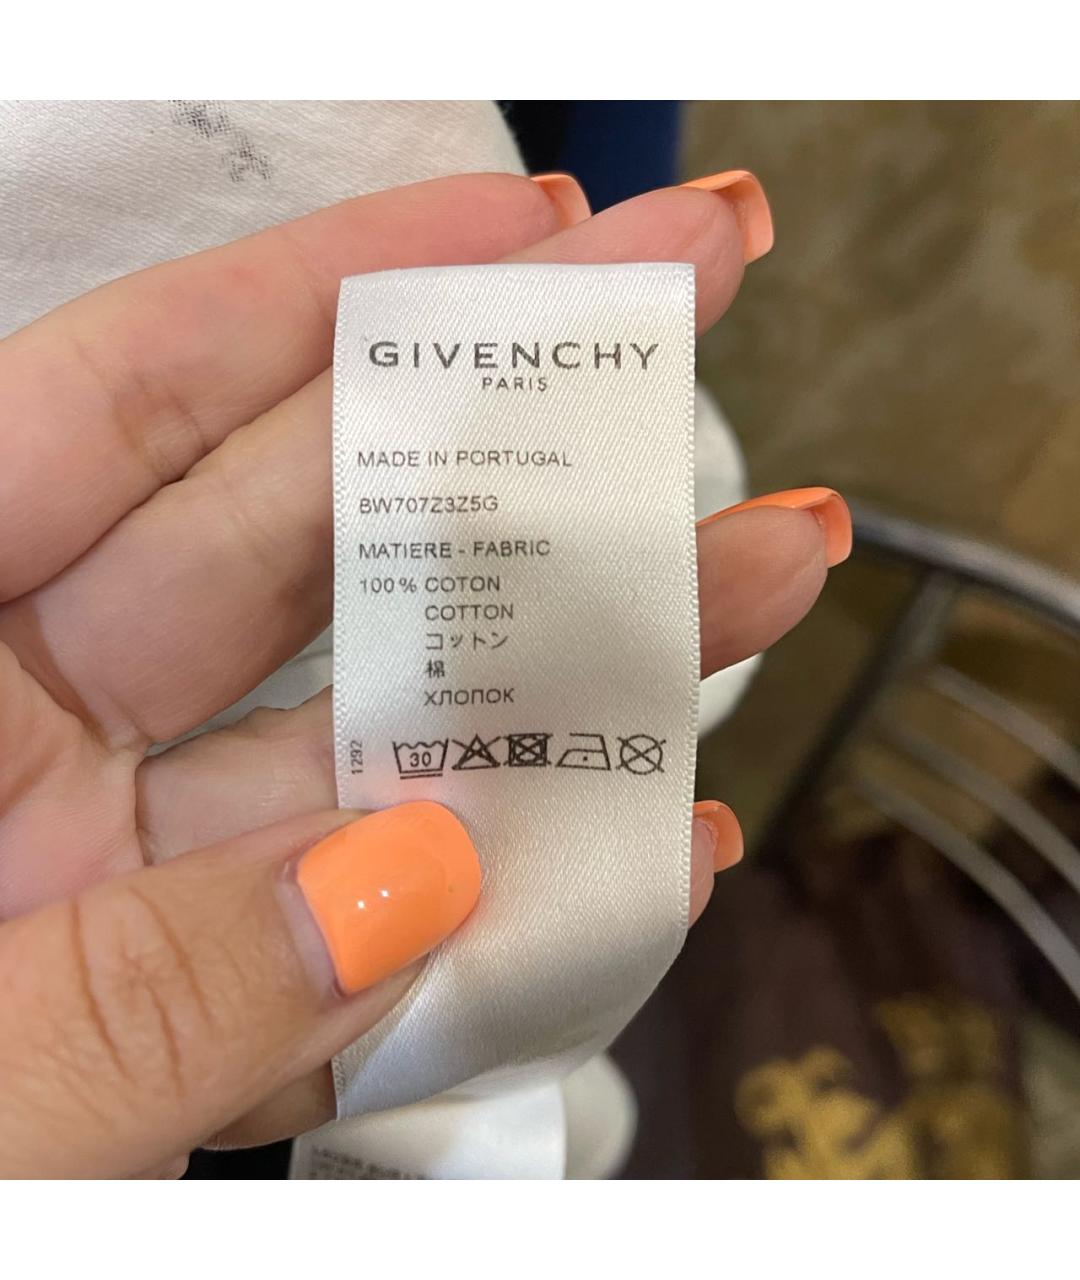 GIVENCHY
PARIS
MADE IN PORTUGAL
BW707Z3Z5G
MATIERE - FABRIC
100% COTON
COTTON
コットン
棉
ХЛОПОК
1292
30